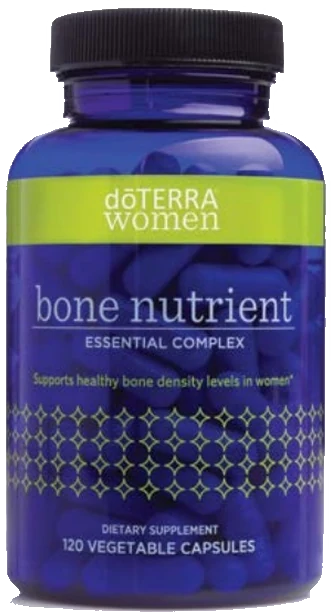 dōTERRA®
women
bone nutrient
ESSENTIAL COMPLEX
Supports healthy bone density levels in women*
DIETARY SUPPLEMENT
120 VEGETABLE CAPSULES